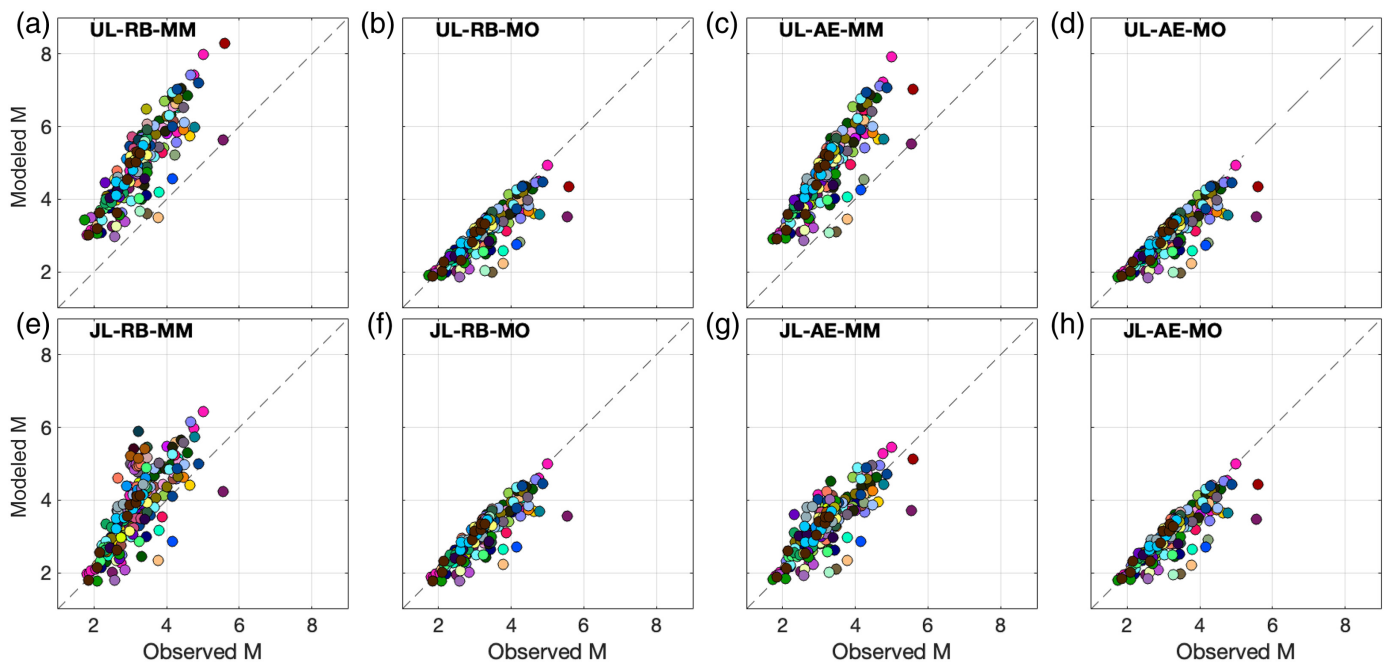 (a) UL-RB-MM (b) UL-RB-MO (c) UL-AE-MM (d) UL-AE-MO
8
6
Modeled M
4
2
(e) JL-RB-MM (f) JL-RB-MO (g) JL-AE-MM (h) JL-AE-MO
8
6
Modeled M
4
2
2 4 6 8 2 4 6 8 2 4 6 8 2 4 6 8
Observed M Observed M Observed M Observed M